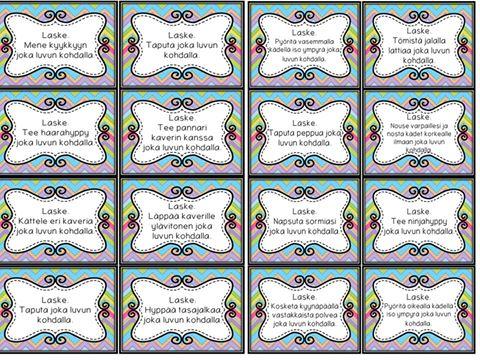 Laske.
Mene kyykkyyn
joka luvun kohdalla.
Laske.
Taputa joka luvun
kohdalla.
Laske.
Pyöritä vasemmalla
kädellä iso ympyrä joka
luvun kohdalla.
Laske.
Tömistä jalalla
lattiaa joka luvun
kohdalla.
Laske.
Tee haarahyppy
joka luvun kohdalla.
Laske.
Tee pannari
kaverin kanssa
joka luvun kohdalla.
Laske.
Taputa peppua joka
luvun kohdalla.
Laske.
Nouse varpaillesi ja
nosta kädet korkealle
ilmaan joka luvun
kohdalla.
Laske.
Kättele eri kaveria
joka luvun kohdalla.
Laske.
Läppää kaverille
ylävitonen joka
luvun kohdalla.
Laske.
Napsuta sormiasi
joka luvun kohdalla.
Laske.
Tee ninjahyppy
joka luvun kohdalla.
Laske.
Taputa joka luvun
kohdalla.
Laske.
Hyppää tasajalkaa
joka luvun kohdalla.
Laske.
Kosketa kyynäpäällä
vastakkaista polvea
joka luvun kohdalla.
Laske.
Pyöritä oikealla kädellä
iso ympyrä joka luvun
kohdalla.